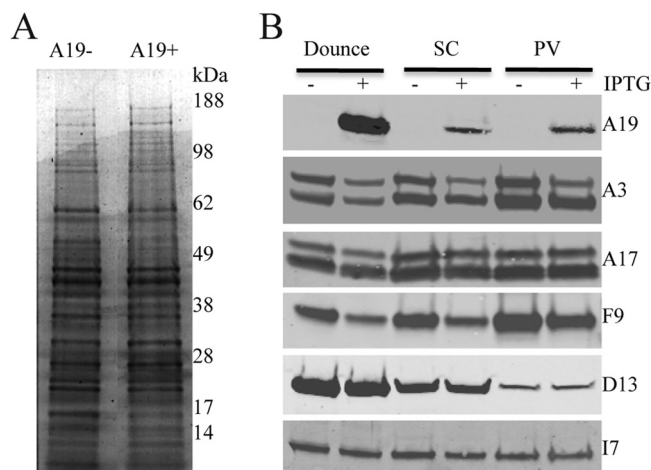 A
A19- A19+
kDa
188
98
62
49
38
28
17
14
B
Dounce SC PV
- + - + - + IPTG
A19
A3
A17
F9
D13
I7